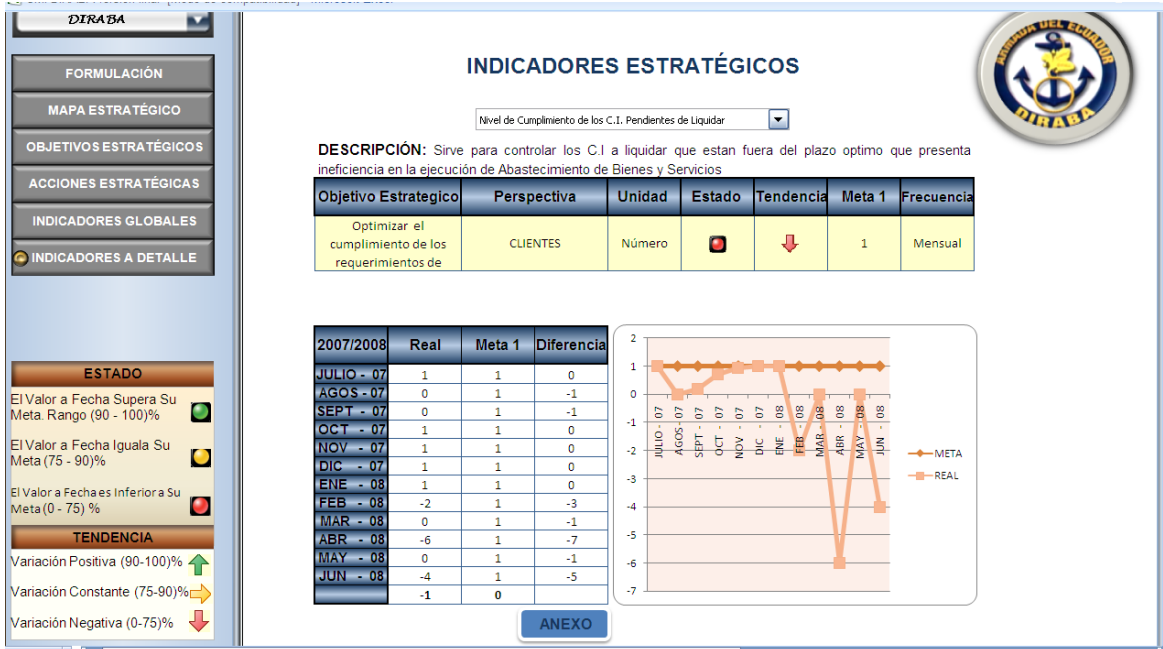 DIRABA
FORMULACIÓN
MAPA ESTRATÉGICO
OBJETIVOS ESTRATÉGICOS
ACCIONES ESTRATÉGICAS
INDICADORES GLOBALES
INDICADORES A DETALLE
ESTADO
El Valor a Fecha Supera Su
Meta. Rango (90 - 100)%
El Valor a Fecha Iguala Su
Meta (75 - 90)%
El Valor a Fecha es Inferior a Su
Meta (0 - 75) %
TENDENCIA
Variación Positiva (90-100)%
Variación Constante (75-90)%
Variación Negativa (0-75)%
INDICADORES ESTRATÉGICOS
ARMADA DEL ECUADOR
DIRABA
Nivel de Cumplimiento de los C.I. Pendientes de Liquidar
DESCRIPCIÓN: Sirve para controlar los C.I a liquidar que estan fuera del plazo optimo que presenta
ineficiencia en la ejecución de Abastecimiento de Bienes y Servicios
Objetivo Estrategico Perspectiva Unidad Estado Tendencia Meta 1 Frecuencia
Optimizar el
cumplimiento de los
requerimientos de
CLIENTES Número 1 Mensual
2007/2008 Real Meta 1 Diferencia
JULIO - 07 1 1 0
AGOS - 07 0 1 -1
SEPT - 07 0 1 -1
OCT - 07 1 1 0
NOV - 07 1 1 0
DIC - 07 1 1 0
ENE - 08 1 1 0
FEB - 08 -2 1 -3
MAR - 08 0 1 -1
ABR - 08 -6 1 -7
MAY - 08 0 1 -1
JUN - 08 -4 1 -5
-1 0
2
1
0
-1
-2
-3
-4
-5
-6
-7
JULIO - 07
AGOS - 07
SEPT - 07
OCT - 07
NOV - 07
DIC - 07
ENE - 08
FEB - 08
MAR - 08
ABR - 08
MAY - 08
JUN - 08
META
REAL
ANEXO